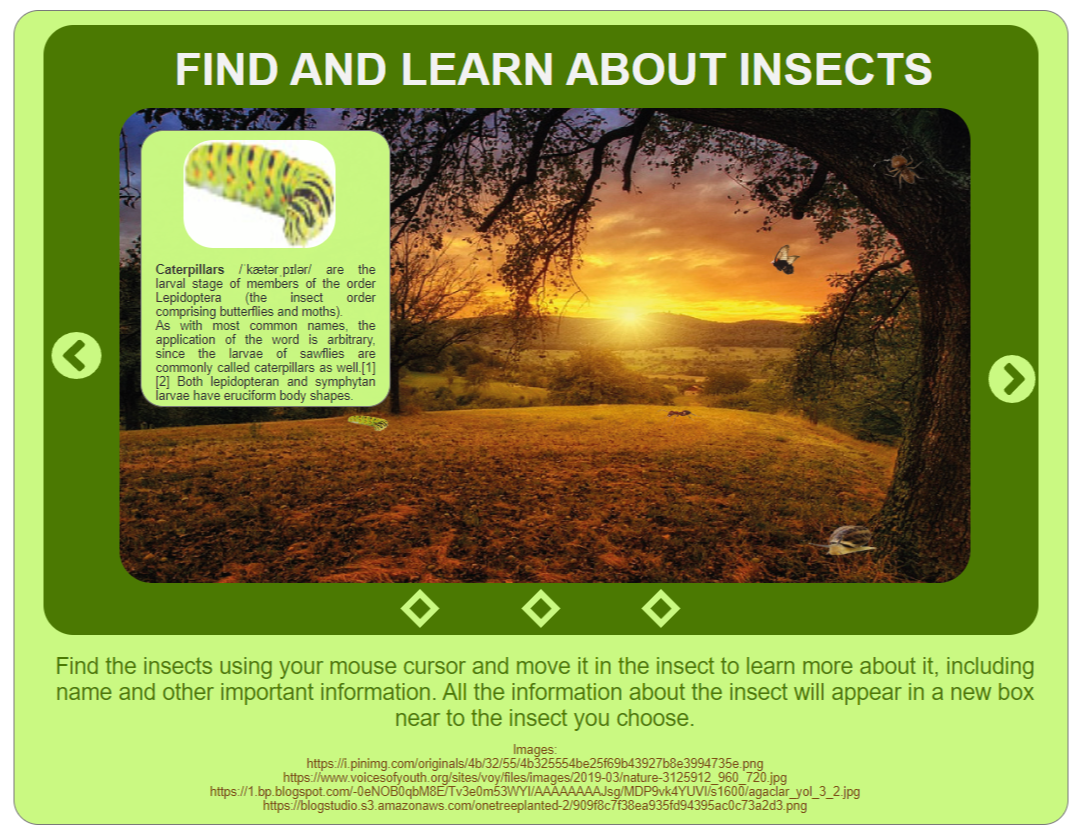 FIND AND LEARN ABOUT INSECTS
Caterpillars /ˈkætərˌpɪlər/ are the
larval stage of members of the order
Lepidoptera (the insect order
comprising butterflies and moths).
As with most common names, the
application of the word is arbitrary,
since the larvae of sawflies are
commonly called caterpillars as well.[1]
[2] Both lepidopteran and symphytan
larvae have eruciform body shapes.
Find the insects using your mouse cursor and move it in the insect to learn more about it, including
name and other important information. All the information about the insect will appear in a new box
near to the insect you choose.
Images:
https://i.pinimg.com/originals/4b/32/55/4b325554be25f69b43927b8e3994735e.png
https://www.voicesofyouth.org/sites/voy/files/images/2019-03/nature-3125912_960_720.jpg
https://1.bp.blogspot.com/-0eNOB0qbM8E/Tv3e0m53WYI/AAAAAAAAJsg/MDP9vk4YUVI/s1600/agaclar_yol_3_2.jpg
https://blogstudio.s3.amazonaws.com/onetreeplanted-2/909f8c7f38ea935fd94395ac0c73a2d3.png